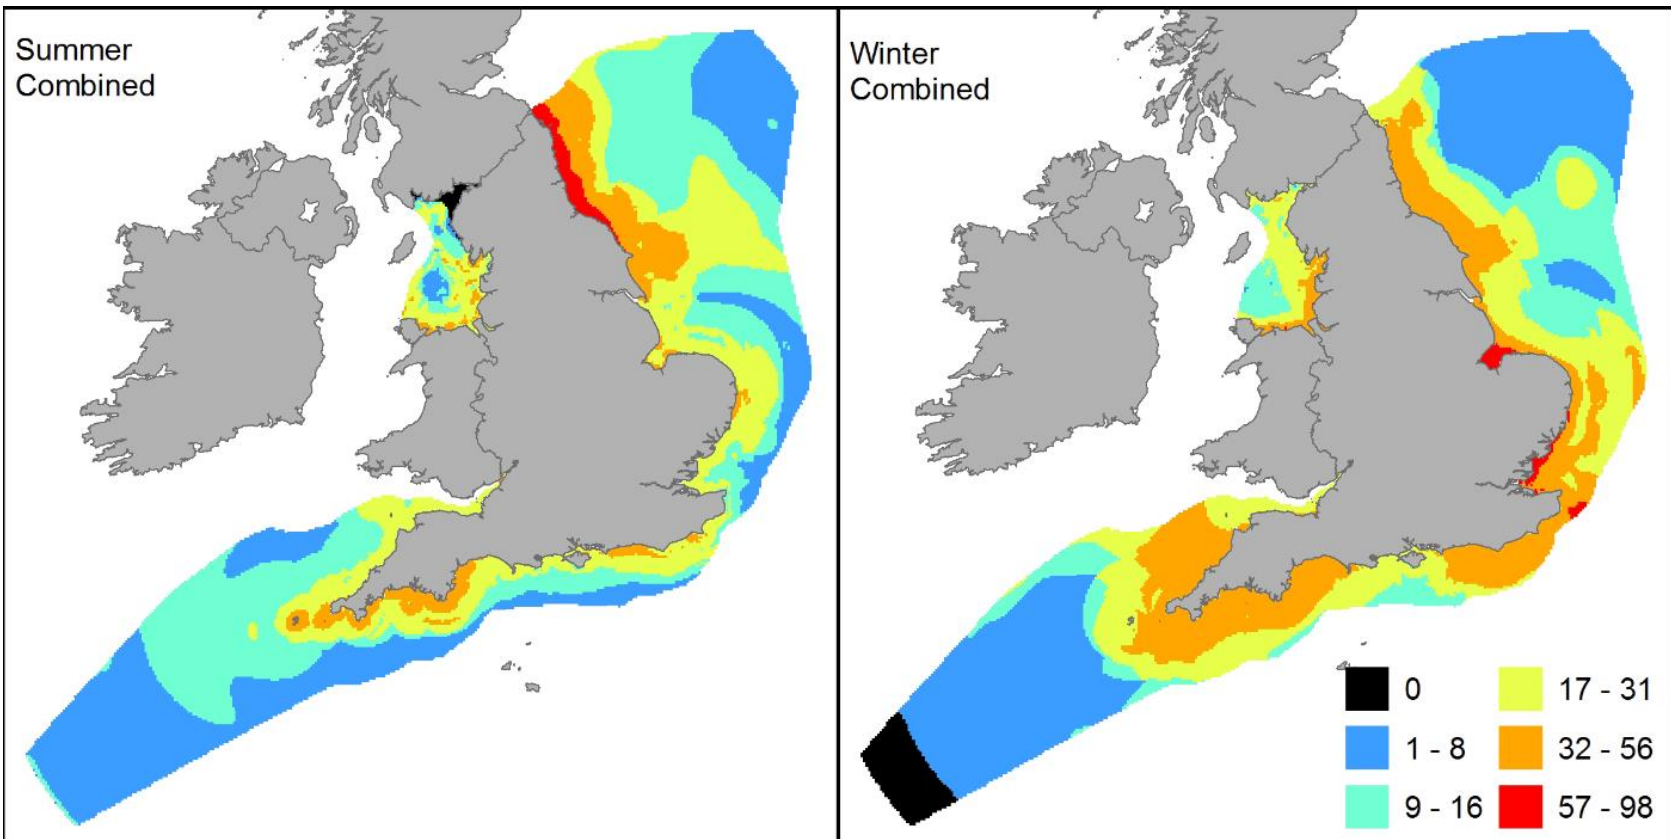 Summer
Combined
Winter
Combined
0
1 - 8
9 - 16
17 - 31
32 - 56
57 - 98